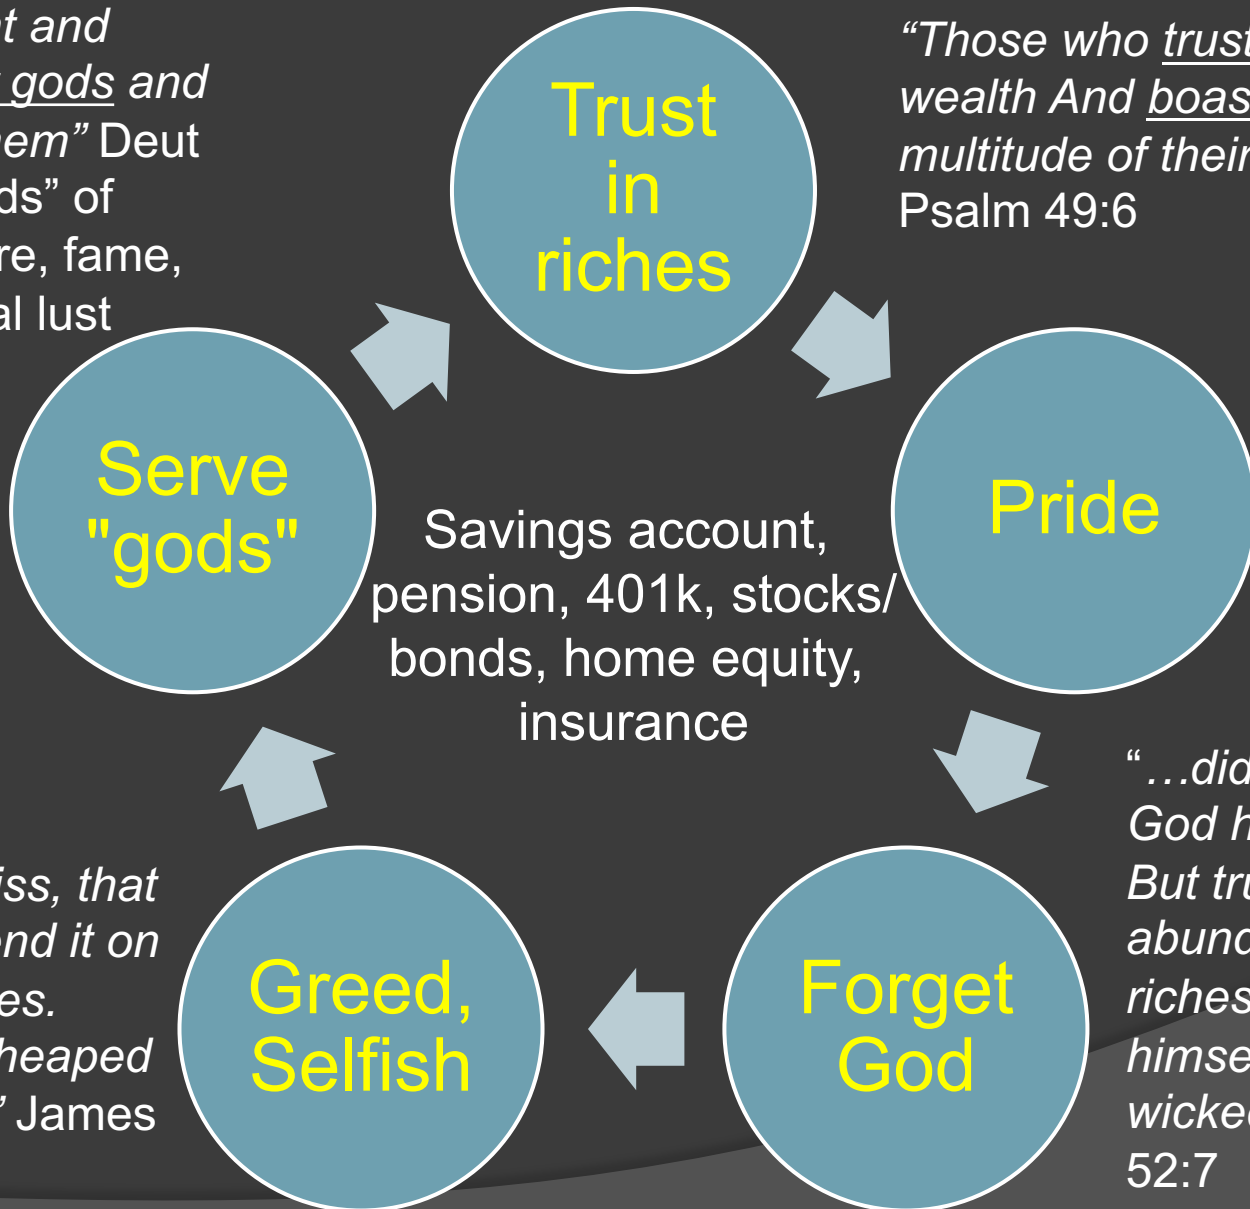 Trust
in
riches
"Those who trust
wealth And boas
multitude of their
Psalm 49:6
Pride
"…did
God h
But tru
abund
riches
himse
wicked
52:7
Forget
God
Greed,
Selfish
iss, that
end it on
es.
heaped
" James
Serve
"gods"
t and
gods and
hem" Deut
ds" of
re, fame,
al lust
Savings account,
pension, 401k, stocks/
bonds, home equity,
insurance